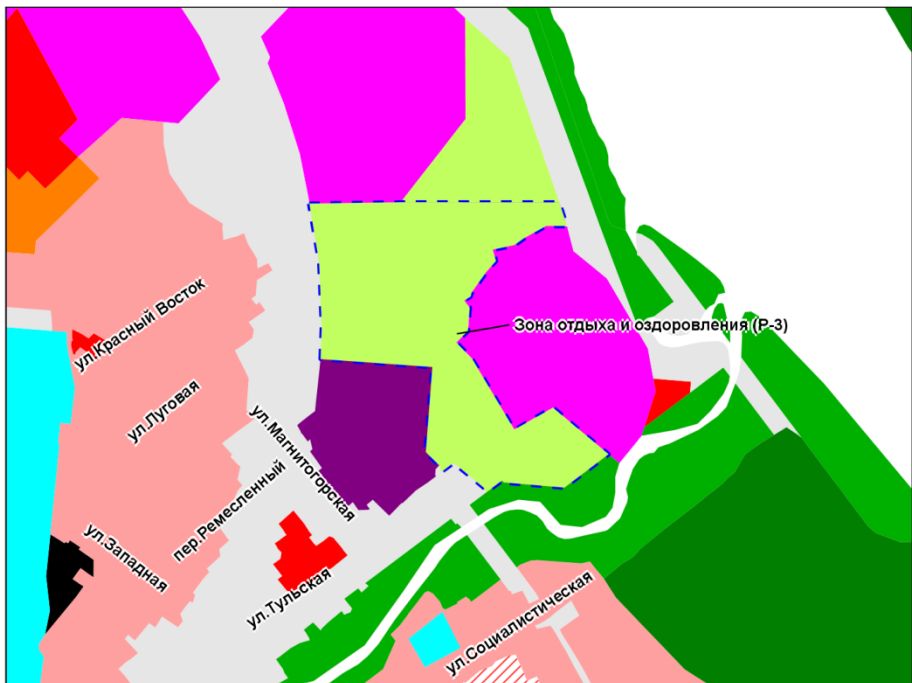 Зона отдыха и оздоровления (Р-3)
ул.Красный Восток
ул.Луговая
ул.Магнитогорская
пер.Ремесленный
ул.Западная
ул.Тульская
ул.Социалистическая